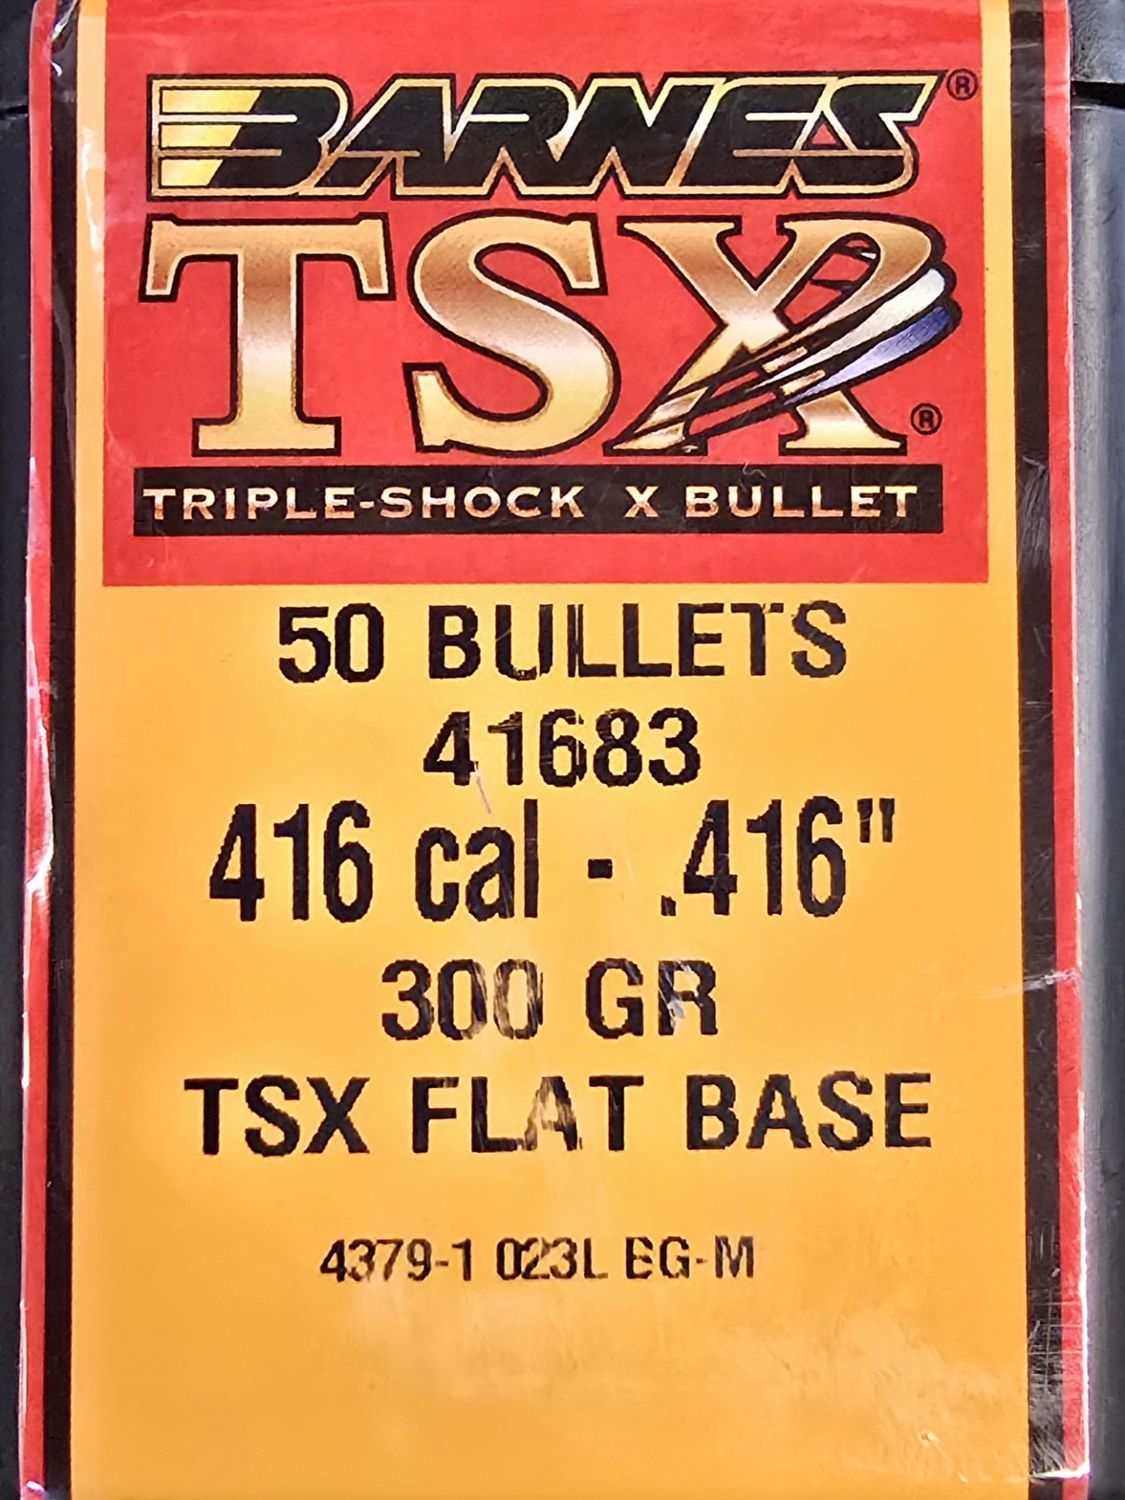 BARNES®
TSX®
TRIPLE-SHOCK X BULLET
50 BULLETS
41683
416 cal - .416"
300 GR
TSX FLAT BASE
4379-1 023L BG-M